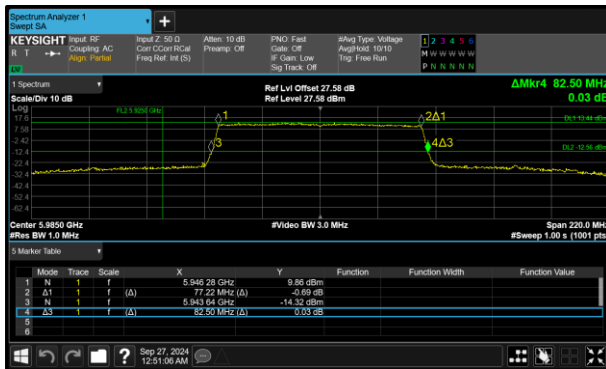 Spectrum Analyzer 1
Swept SA
+
KEYSIGHT Input: RF Input Z: 50 Ω Atten: 10 dB PNO: Fast #Avg Type: Voltage 1 2 3 4 5 6
R T Coupling: AC Corr CCorr RCal Preamp: Off Gate: Off Avg|Hold: 10/10 M W W W W W
Align: Partial Freq Ref: Int (S) IF Gain: Low Trig: Free Run
Sig Track: Off P N N N N N
1 Spectrum Ref Lvl Offset 27.58 dB ΔMkr4 82.50 MHz
Scale/Div 10 dB Ref Level 27.58 dBm 0.03 dB
Log
FL2 5.9250 GHz
17.6 1 2Δ1 DL1 13.44 dBm
7.58
-2.42 3 4Δ3
-12.4 DL2 -12.56 dBm
-22.4
-32.4
-42.4
-52.4
-62.4
Center 5.9850 GHz #Video BW 3.0 MHz Span 220.0 MHz
#Res BW 1.0 MHz #Sweep 1.00 s (1001 pts)
5 Marker Table
Mode Trace Scale X Y Function Function Width Function Value
1 N 1 f 5.946 28 GHz 9.86 dBm
2 Δ1 1 f (Δ) 77.22 MHz (Δ) -0.69 dB
3 N 1 f 5.943 64 GHz -14.32 dBm
4 Δ3 1 f (Δ) 82.50 MHz (Δ) 0.03 dB
5
6
? Sep 27, 2024
12:51:06 AM